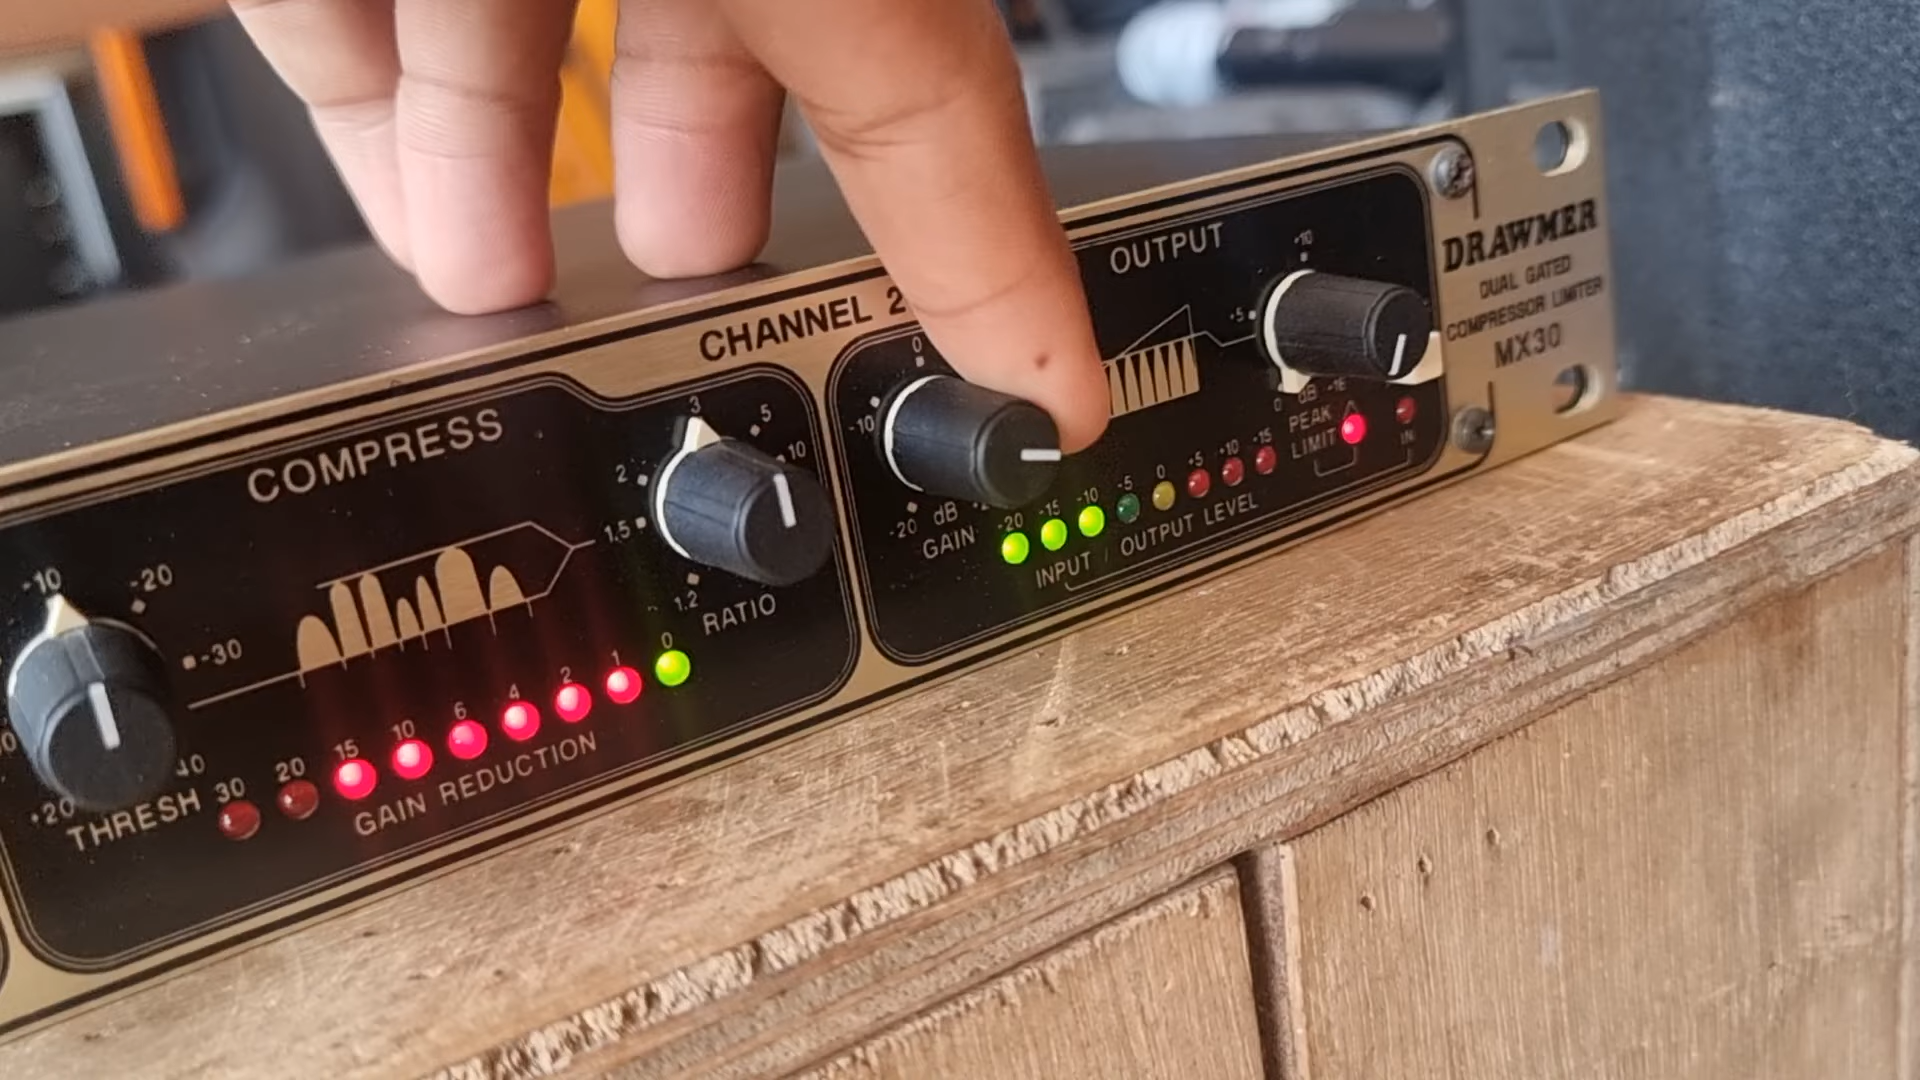 CHANNEL 2
COMPRESS
-10
-20
-30
+20
THRESH
30 20 15 10 6 4 2 1 0
GAIN REDUCTION
3
5
10
2
1.5
1.2
RATIO
OUTPUT
0
-10
-20
dB
GAIN
-20 -15 -10 -5 0 +5 +10 +15
INPUT / OUTPUT LEVEL
+10
+5
0
dB
PEAK
LIMIT
IN
DRAWMER
DUAL GATED
COMPRESSOR LIMITER
MX30